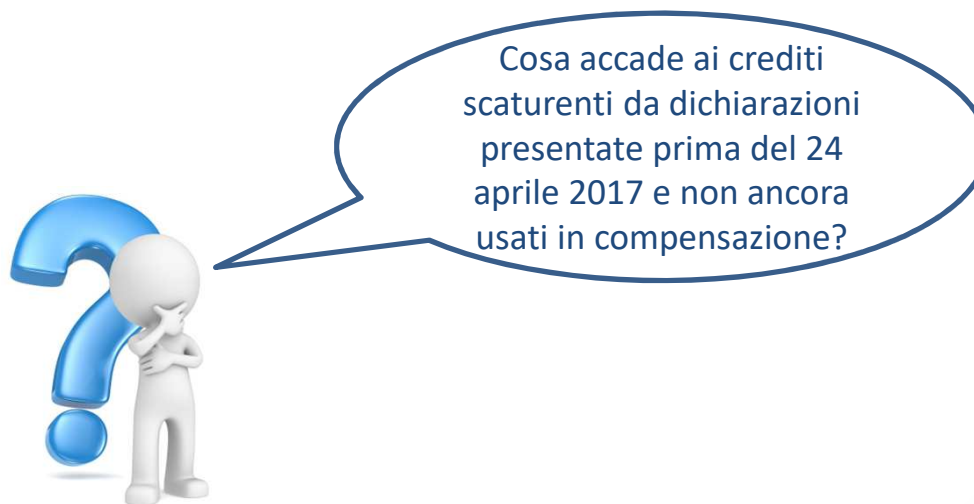 Cosa accade ai crediti
scaturenti da dichiarazioni
presentate prima del 24
aprile 2017 e non ancora
usati in compensazione?